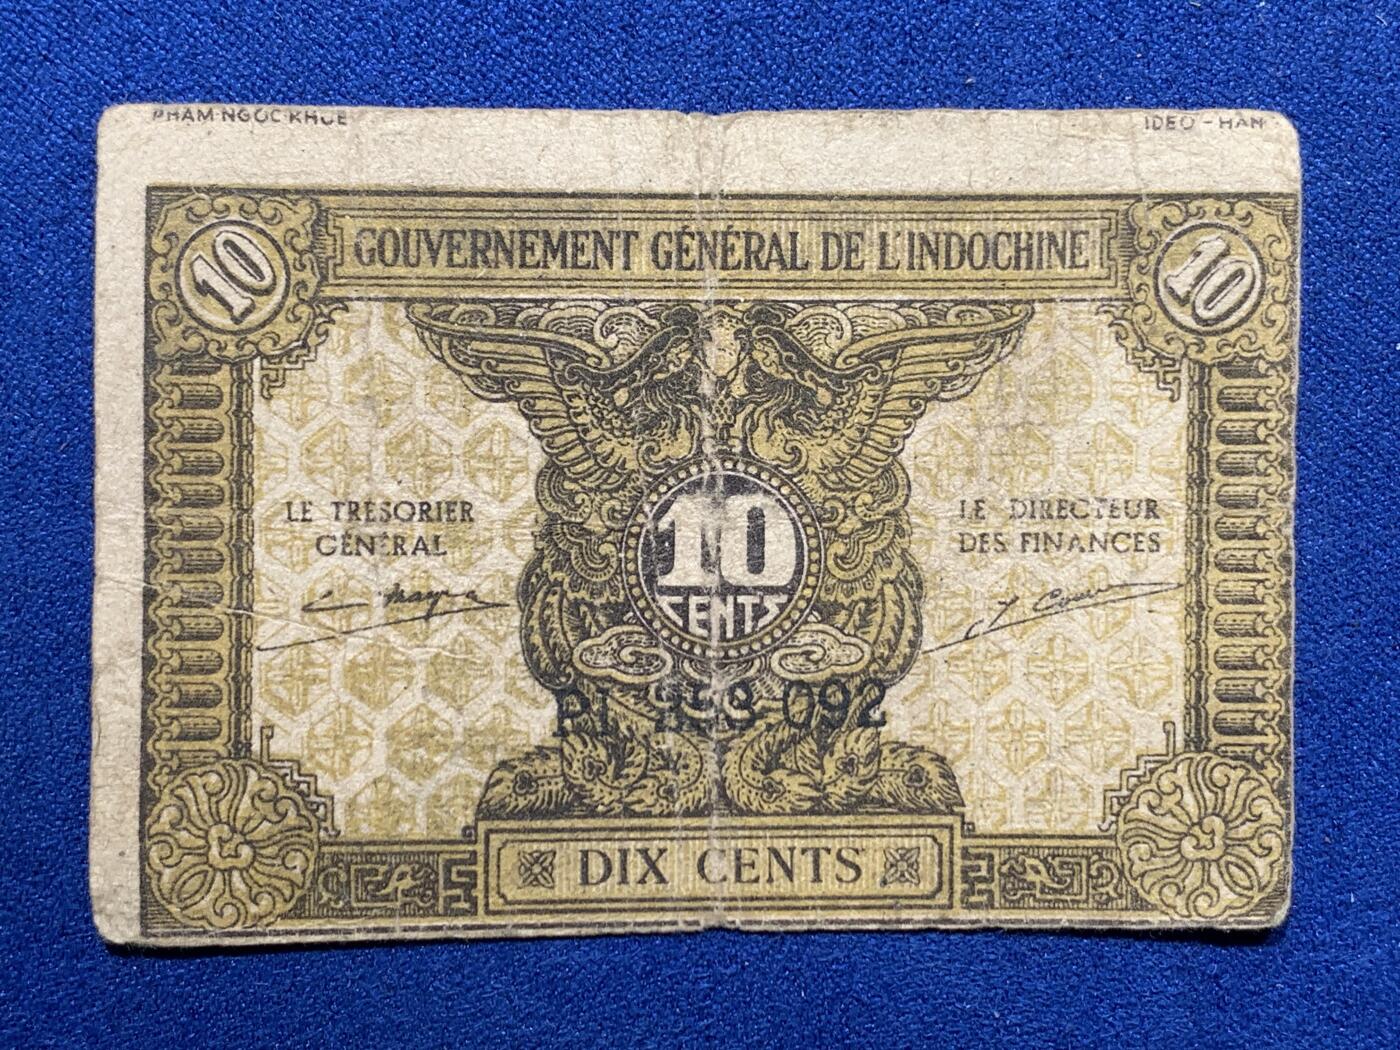 PHAM-NGOC-KHUE
IDEO - HAN
10
GOUVERNEMENT GÉNÉRAL DE L'INDOCHINE
10
LE TRESORIER
GÉNÉRAL
LE DIRECTEUR
DES FINANCES
10
CENTS
PI 092
DIX CENTS